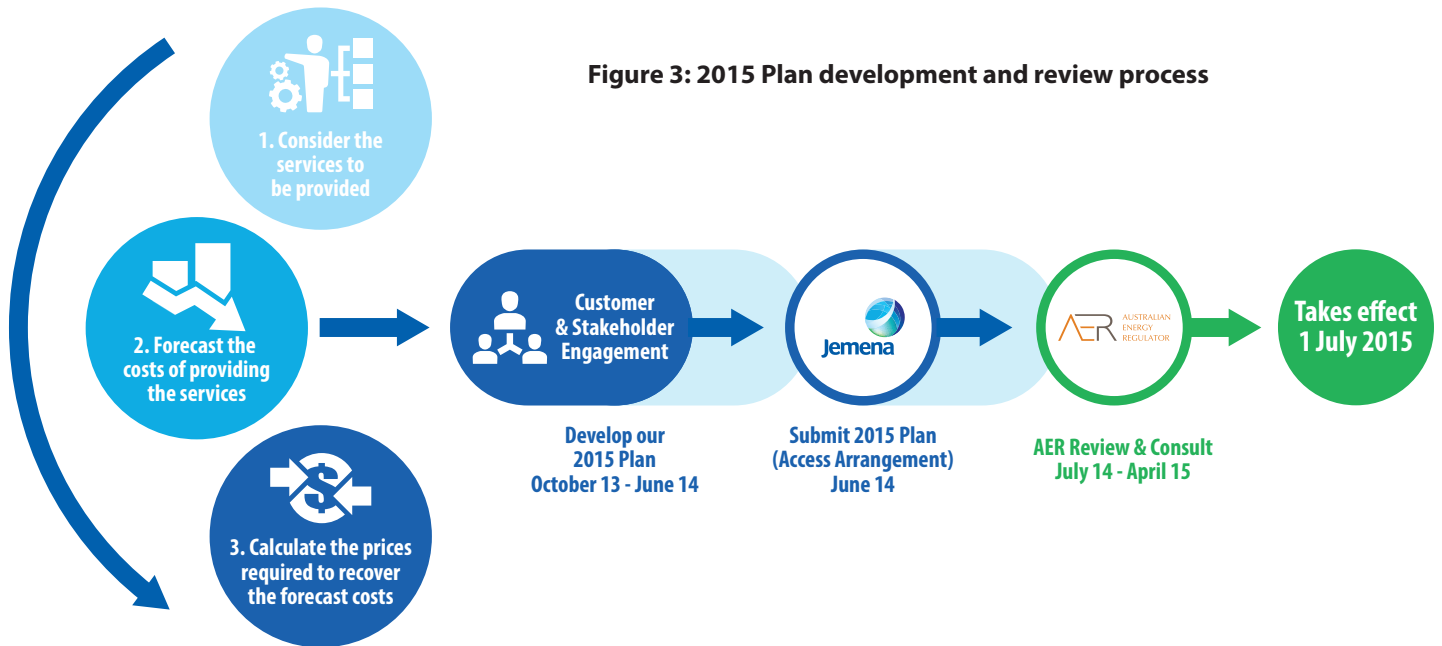 Figure 3: 2015 Plan development and review process
1. Consider the
services to
be provided
2. Forecast the
costs of providing
the services
$
3. Calculate the prices
required to recover
the forecast costs
Customer
& Stakeholder
Engagement
Develop our
2015 Plan
October 13 - June 14
Jemena
Submit 2015 Plan
(Access Arrangement)
June 14
AER
AUSTRALIAN
ENERGY
REGULATOR
AER Review & Consult
July 14 - April 15
Takes effect
1 July 2015